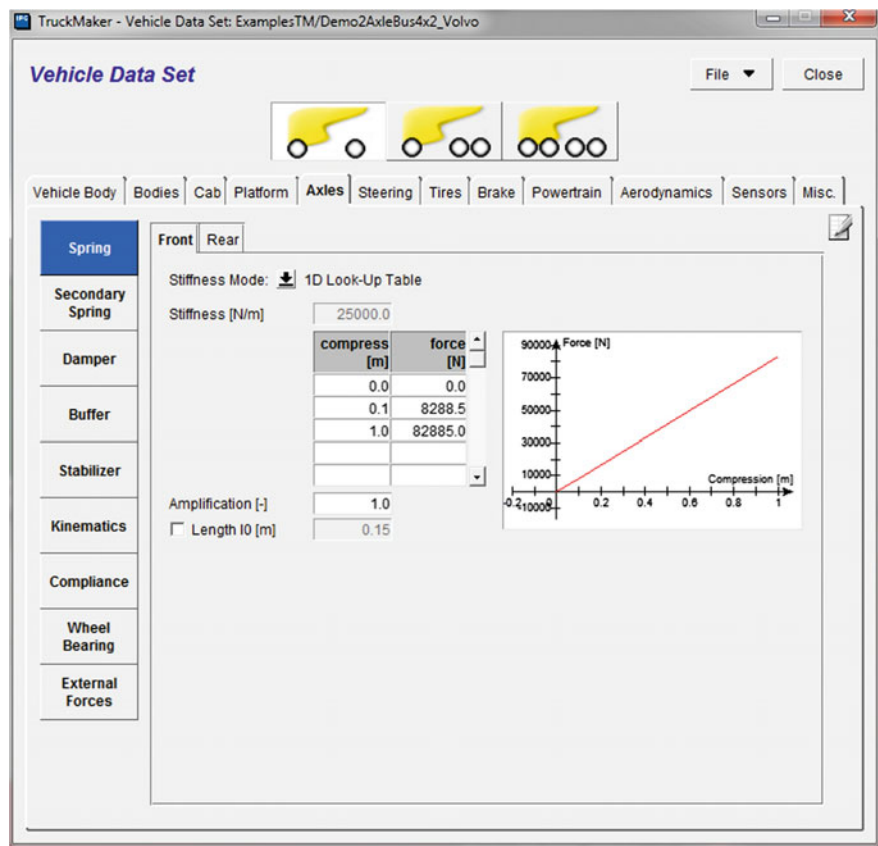 TruckMaker - Vehicle Data Set: ExamplesTM/Demo2AxleBus4x2_Volvo
Vehicle Data Set
File
Close
Vehicle Body Bodies Cab Platform Axles Steering Tires Brake Powertrain Aerodynamics Sensors Misc.
Spring
Secondary
Spring
Damper
Buffer
Stabilizer
Kinematics
Compliance
Wheel
Bearing
External
Forces
Front Rear
Stiffness Mode: 1D Look-Up Table
Stiffness [N/m] 25000.0
compress force
[m] [N]
0.0 0.0
0.1 8288.5
1.0 82885.0
Amplification [-] 1.0
Length l0 [m] 0.15
90000 Force [N]
70000
50000
30000
10000
Compression [m]
-0.2 0 0.2 0.4 0.6 0.8 1
-10000